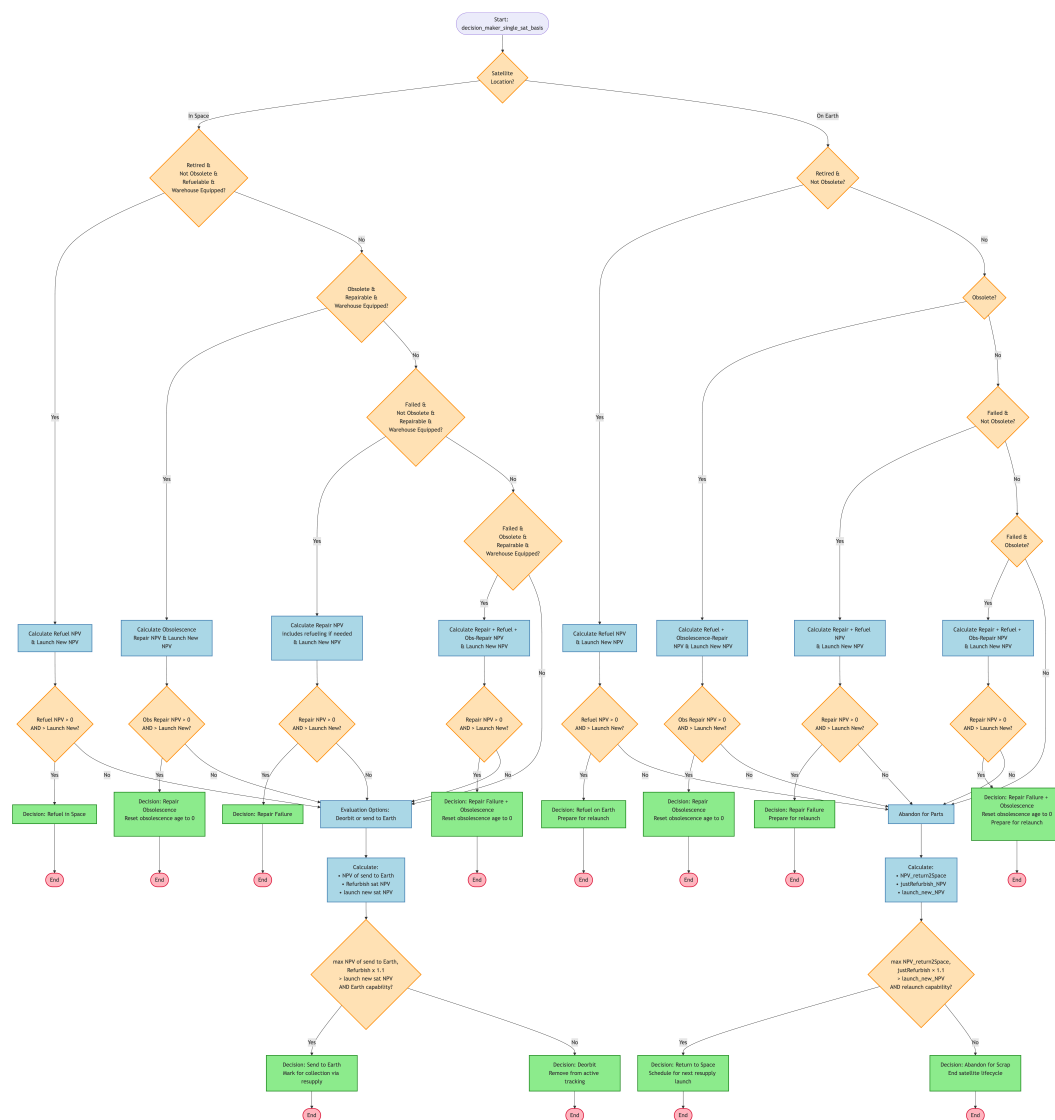 Start:
decision_maker_single_sat_basis
Satellite
Location?
In Space
On Earth
Retired &
Not Obsolete &
Refuelable &
Warehouse Equipped?
Retired &
Not Obsolete?
No
No
Obsolete &
Repairable &
Warehouse Equipped?
Obsolete?
No
No
Failed &
Not Obsolete &
Repairable &
Warehouse Equipped?
Failed &
Not Obsolete?
Yes
Yes
Yes
Yes
No
No
Failed &
Obsolete &
Repairable &
Warehouse Equipped?
Failed &
Obsolete?
Yes
Yes
Yes
Yes
Calculate Refuel NPV
& Launch New NPV
Calculate Obsolescence
Repair NPV & Launch New
NPV
Calculate Repair NPV
includes refueling if needed
& Launch New NPV
Calculate Repair + Refuel +
Obs-Repair NPV
& Launch New NPV
Calculate Refuel NPV
& Launch New NPV
Calculate Refuel +
Obsolescence-Repair
NPV & Launch New NPV
Calculate Repair + Refuel
NPV
& Launch New NPV
Calculate Repair + Refuel +
Obs-Repair NPV
& Launch New NPV
No
No
Refuel NPV > 0
AND > Launch New?
Obs Repair NPV > 0
AND > Launch New?
Repair NPV > 0
AND > Launch New?
Repair NPV > 0
AND > Launch New?
Refuel NPV > 0
AND > Launch New?
Obs Repair NPV > 0
AND > Launch New?
Repair NPV > 0
AND > Launch New?
Repair NPV > 0
AND > Launch New?
Yes
No
Yes
No
Yes
No
Yes
No
Yes
No
Yes
No
Yes
No
Yes
No
Decision: Refuel in Space
Decision: Repair
Obsolescence
Reset obsolescence age to 0
Decision: Repair Failure
Evaluation Options:
Deorbit or send to Earth
Decision: Repair Failure +
Obsolescence
Reset obsolescence age to 0
Decision: Refuel on Earth
Prepare for relaunch
Decision: Repair
Obsolescence
Reset obsolescence age to 0
Decision: Repair Failure
Prepare for relaunch
Abandon for Parts
Decision: Repair Failure +
Obsolescence
Reset obsolescence age to 0
Prepare for relaunch
End
End
End
Calculate:
• NPV of send to Earth
• Refurbish sat NPV
• launch new sat NPV
End
End
End
End
Calculate:
• NPV_return2Space
• justRefurbish_NPV
• launch_new_NPV
End
max NPV of send to Earth,
Refurbish x 1.1
> launch new sat NPV
AND Earth capability?
max NPV_return2Space,
justRefurbish × 1.1
> launch_new_NPV
AND relaunch capability?
Yes
No
Yes
No
Decision: Send to Earth
Mark for collection via
resupply
Decision: Deorbit
Remove from active
tracking
Decision: Return to Space
Schedule for next resupply
launch
Decision: Abandon for Scrap
End satellite lifecycle
End
End
End
End